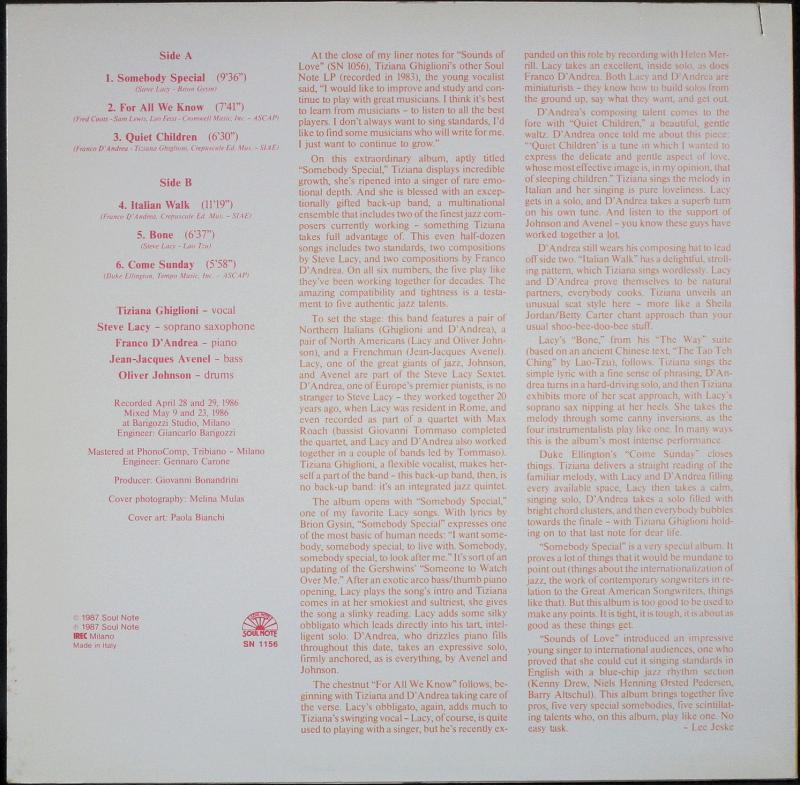 Side A
1. Somebody Special (9'36")
(Steve Lacy - Brion Gysin)
2. For All We Know (7'41")
(Fred Coots - Sam Lewis, Leo Feist - Cromwell Music, Inc. - ASCAP)
3. Quiet Children (6'30")
(Franco D'Andrea - Tiziana Ghiglioni, Crepuscule Ed. Mus. - SIAE)
Side B
4. Italian Walk (11'19")
(Franco D'Andrea, Crepuscule Ed. Mus. - SIAE)
5. Bone (6'37")
(Steve Lacy - Lao Tzu)
6. Come Sunday (5'58")
(Duke Ellington, Tempo Music, Inc. - ASCAP)
Tiziana Ghiglioni - vocal
Steve Lacy - soprano saxophone
Franco D'Andrea - piano
Jean-Jacques Avenel - bass
Oliver Johnson - drums
Recorded April 28 and 29, 1986
Mixed May 9 and 23, 1986
at Barigozzi Studio, Milano
Engineer: Giancarlo Barigozzi
Mastered at PhonoComp, Tribiano - Milano
Engineer: Gennaro Carone
Producer: Giovanni Bonandrini
Cover photography: Melina Mulas
Cover art: Paola Bianchi
© 1987 Soul Note
℗ 1987 Soul Note
IREC Milano
Made in Italy
SOUL NOTE
SN 1156
At the close of my liner notes for "Sounds of
Love" (SN 1056), Tiziana Ghiglioni's other Soul
Note LP (recorded in 1983), the young vocalist
said, "I would like to improve and study and con-
tinue to play with great musicians. I think it's best
to learn from musicians - to listen to all the best
players. I don't always want to sing standards, I'd
like to find some musicians who will write for me.
I just want to continue to grow."
On this extraordinary album, aptly titled
"Somebody Special," Tiziana displays incredible
growth, she's ripened into a singer of rare emo-
tional depth. And she is blessed with an excep-
tionally gifted back-up band, a multinational
ensemble that includes two of the finest jazz com-
posers currently working - something Tiziana
takes full advantage of. This even half-dozen
songs includes two standards, two compositions
by Steve Lacy, and two compositions by Franco
D'Andrea. On all six numbers, the five play like
they've been working together for decades. The
amazing compatibility and tightness is a testa-
ment to five authentic jazz talents.
To set the stage: this band features a pair of
Northern Italians (Ghiglioni and D'Andrea), a
pair of North Americans (Lacy and Oliver John-
son), and a Frenchman (Jean-Jacques Avenel).
Lacy, one of the great giants of jazz, Johnson,
and Avenel are part of the Steve Lacy Sextet.
D'Andrea, one of Europe's premier pianists, is no
stranger to Steve Lacy - they worked together 20
years ago, when Lacy was resident in Rome, and
even recorded as part of a quartet with Max
Roach (bassist Giovanni Tommaso completed
the quartet, and Lacy and D'Andrea also worked
together in a couple of bands led by Tommaso).
Tiziana Ghiglioni, a flexible vocalist, makes her-
self a part of the band - this back-up band, then, is
no back-up band: it's an integrated jazz quintet.
The album opens with "Somebody Special,"
one of my favorite Lacy songs. With lyrics by
Brion Gysin, "Somebody Special" expresses one
of the most basic of human needs: "I want some-
body, somebody special, to live with. Somebody,
somebody special, to look after me." It's sort of an
updating of the Gershwins' "Someone to Watch
Over Me." After an exotic arco bass/thumb piano
opening, Lacy plays the song's intro and Tiziana
comes in at her smokiest and sultriest, she gives
the song a slinky reading. Lacy adds some silky
obligato which leads directly into his tart, intel-
ligent solo. D'Andrea, who drizzles piano fills
throughout this date, takes an expressive solo,
firmly anchored, as is everything, by Avenel and
Johnson.
The chestnut "For All We Know" follows, be-
ginning with Tiziana and D'Andrea taking care of
the verse. Lacy's obbligato, again, adds much to
Tiziana's swinging vocal - Lacy, of course, is quite
used to playing with a singer, but he's recently ex-
panded on this role by recording with Helen Mer-
rill. Lacy takes an excellent, inside solo, as does
Franco D'Andrea. Both Lacy and D'Andrea are
miniaturists - they know how to build solos from
the ground up, say what they want, and get out.
D'Andrea's composing talent comes to the
fore with "Quiet Children," a beautiful, gentle
waltz. D'Andrea once told me about this piece:
"'Quiet Children' is a tune in which I wanted to
express the delicate and gentle aspect of love,
whose most effective image is, in my opinion, that
of sleeping children." Tiziana sings the melody in
Italian and her singing is pure loveliness. Lacy
gets in a solo, and D'Andrea takes a superb turn
on his own tune. And listen to the support of
Johnson and Avenel - you know these guys have
worked together a lot.
D'Andrea still wears his composing hat to lead
off side two. "Italian Walk" has a delightful, stroll-
ing pattern, which Tiziana sings wordlessly. Lacy
and D'Andrea prove themselves to be natural
partners, everybody cooks. Tiziana unveils an
unusual scat style here - more like a Sheila
Jordan/Betty Carter chant approach than your
usual shoo-bee-doo-bee stuff.
Lacy's "Bone," from his "The Way" suite
(based on an ancient Chinese text, "The Tao Teh
Ching" by Lao-Tzu), follows. Tiziana sings the
simple lyric with a fine sense of phrasing, D'An-
drea turns in a hard-driving solo, and then Tiziana
exhibits more of her scat approach, with Lacy's
soprano sax nipping at her heels. She takes the
melody through some canny inversions, as the
four instrumentalists play like one. In many ways
this is the album's most intense performance.
Duke Ellington's "Come Sunday" closes
things. Tiziana delivers a straight reading of the
familiar melody, with Lacy and D'Andrea filling
every available space, Lacy then takes a calm,
singing solo, D'Andrea takes a solo filled with
bright chord clusters, and then everybody bubbles
towards the finale - with Tiziana Ghiglioni hold-
ing on to that last note for dear life.
"Somebody Special" is a very special album. It
proves a lot of things that it would be mundane to
point out (things about the internationalization of
jazz, the work of contemporary songwriters in re-
lation to the Great American Songwriters, things
like that). But this album is too good to be used to
make any points. It is tight, it is tough, it is about as
good as these things get.
"Sounds of Love" introduced an impressive
young singer to international audiences, one who
proved that she could cut it singing standards in
English with a blue-chip jazz rhythm section
(Kenny Drew, Niels Henning Ørsted Pedersen,
Barry Altschul). This album brings together five
pros, five very special somebodies, five scintillat-
ing talents who, on this album, play like one. No
easy task. - Lee Jeske